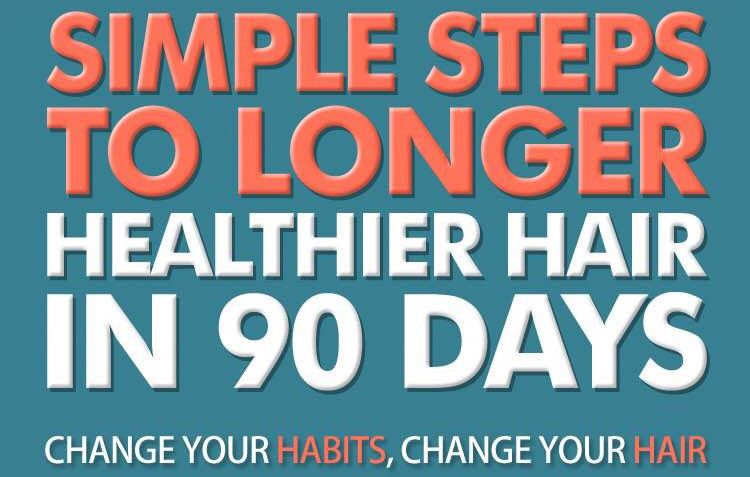 SIMPLE STEPS
TO LONGER
HEALTHIER HAIR
IN 90 DAYS
CHANGE YOUR HABITS, CHANGE YOUR HAIR